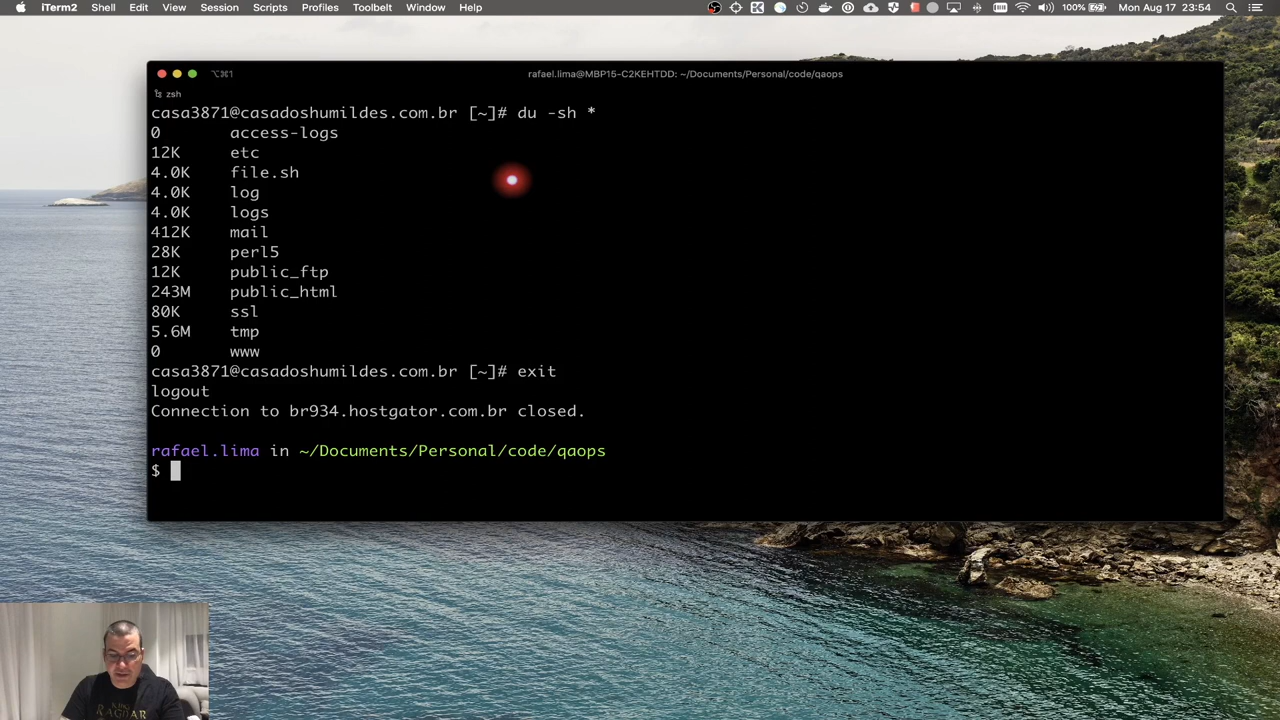 iTerm2 Shell Edit View Session Scripts Profiles Toolbelt Window Help 100% Mon Aug 17 23:54
⌥⌘1 rafael.lima@MBP15-C2KEHTDD: ~/Documents/Personal/code/qaops
zsh
casa3871@casadoshumildes.com.br [~]# du -sh *
0 access-logs
12K etc
4.0K file.sh
4.0K log
4.0K logs
412K mail
28K perl5
12K public_ftp
243M public_html
80K ssl
5.6M tmp
0 www
casa3871@casadoshumildes.com.br [~]# exit
logout
Connection to br934.hostgator.com.br closed.
rafael.lima in ~/Documents/Personal/code/qaops
$
KING
RAGNAR